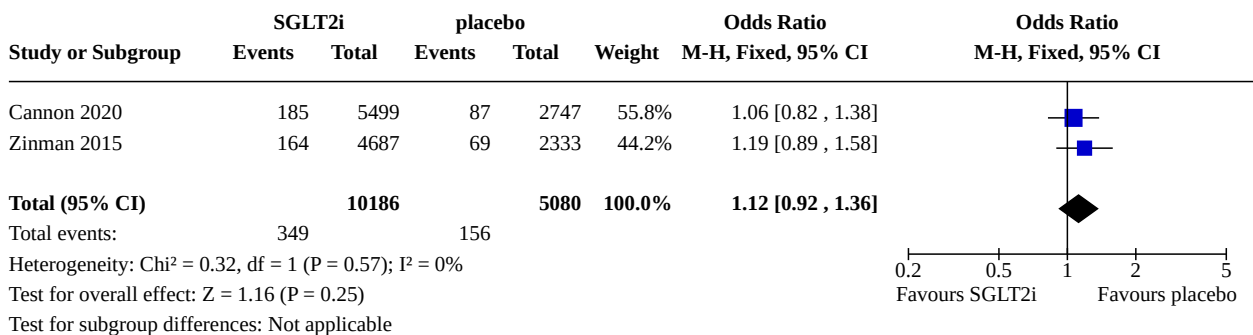 SGLT2i placebo Odds Ratio Odds Ratio
Study or Subgroup Events Total Events Total Weight M-H, Fixed, 95% CI M-H, Fixed, 95% CI
Cannon 2020 185 5499 87 2747 55.8% 1.06 [0.82 , 1.38]
Zinman 2015 164 4687 69 2333 44.2% 1.19 [0.89 , 1.58]
Total (95% CI) 10186 5080 100.0% 1.12 [0.92 , 1.36]
Total events: 349 156
Heterogeneity: Chi² = 0.32, df = 1 (P = 0.57); I² = 0%
0.2 0.5 1 2 5
Test for overall effect: Z = 1.16 (P = 0.25) Favours SGLT2i Favours placebo
Test for subgroup differences: Not applicable